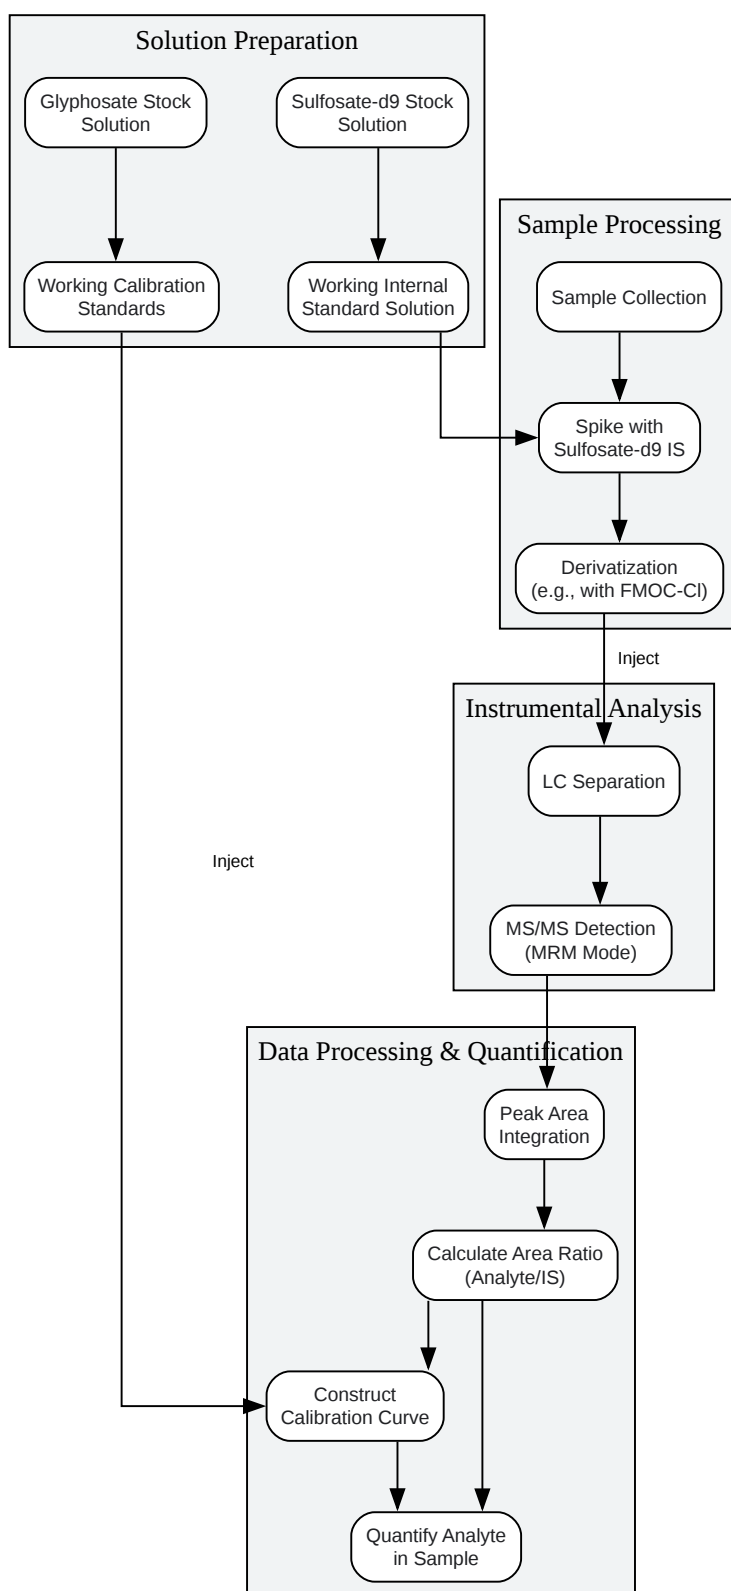 Solution Preparation
Glyphosate Stock
Solution
Sulfosate-d9 Stock
Solution
Working Calibration
Standards
Working Internal
Standard Solution
Sample Processing
Sample Collection
Spike with
Sulfosate-d9 IS
Derivatization
(e.g., with FMOC-Cl)
Inject
Instrumental Analysis
LC Separation
Inject
MS/MS Detection
(MRM Mode)
Data Processing & Quantification
Peak Area
Integration
Calculate Area Ratio
(Analyte/IS)
Construct
Calibration Curve
Quantify Analyte
in Sample